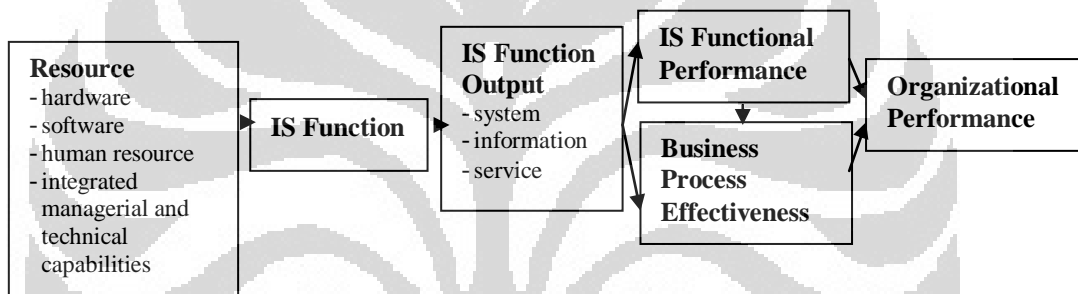 Resource
- hardware
- software
- human resource
- integrated
managerial and
technical
capabilities
IS Function
IS Function
Output
- system
- information
- service
IS Functional
Performance
Business
Process
Effectiveness
Organizational
Performance